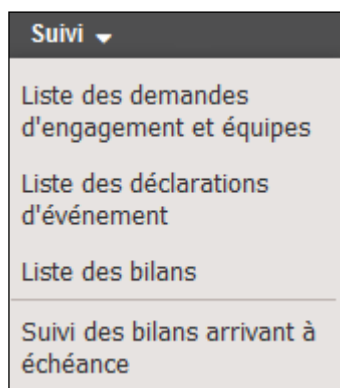 Suivi
Liste des demandes
d'engagement et équipes
Liste des déclarations
d'événement
Liste des bilans
Suivi des bilans arrivant à
échéance